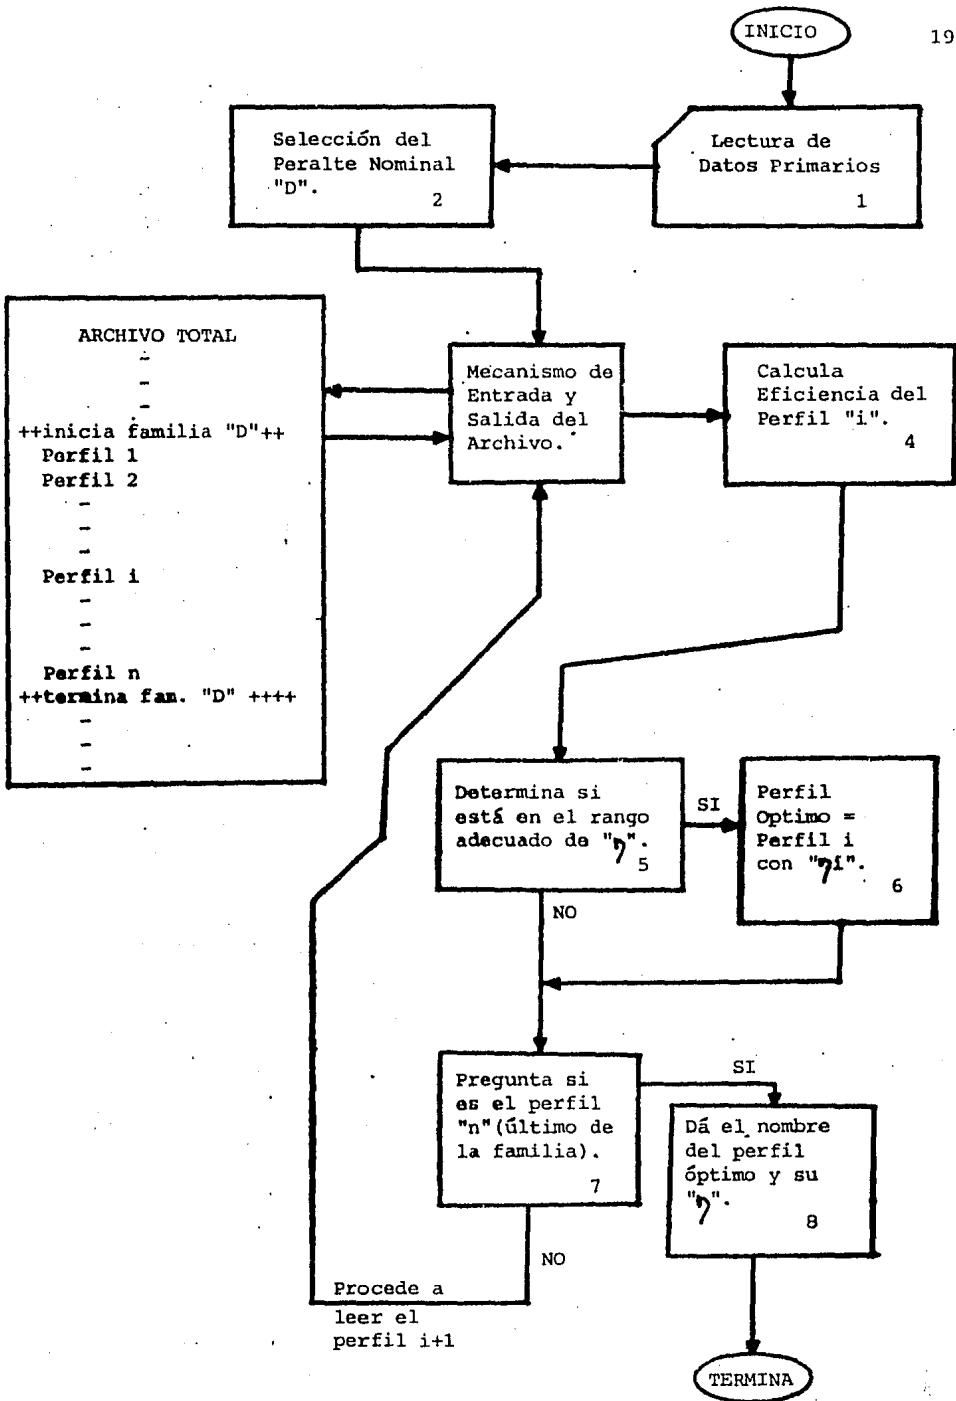 INICIO
19
Lectura de
Datos Primarios
1
Selección del
Peralte Nominal
"D".
2
ARCHIVO TOTAL
-
-
-
++inicia familia "D"++
Perfil 1
Perfil 2
-
-
-
Perfil i
-
-
-
Perfil n
++termina fam. "D" ++++
-
-
-
Mecanismo de
Entrada y
Salida del
Archivo.
Calcula
Eficiencia del
Perfil "i".
4
Determina si
está en el rango
adecuado de "η".
5
SI
NO
Perfil
Optimo =
Perfil i
con "ηi".
6
Pregunta si
es el perfil
"n"(último de
la familia).
7
SI
NO
Dá el nombre
del perfil
óptimo y su
"η".
8
Procede a
leer el
perfil i+1
TERMINA